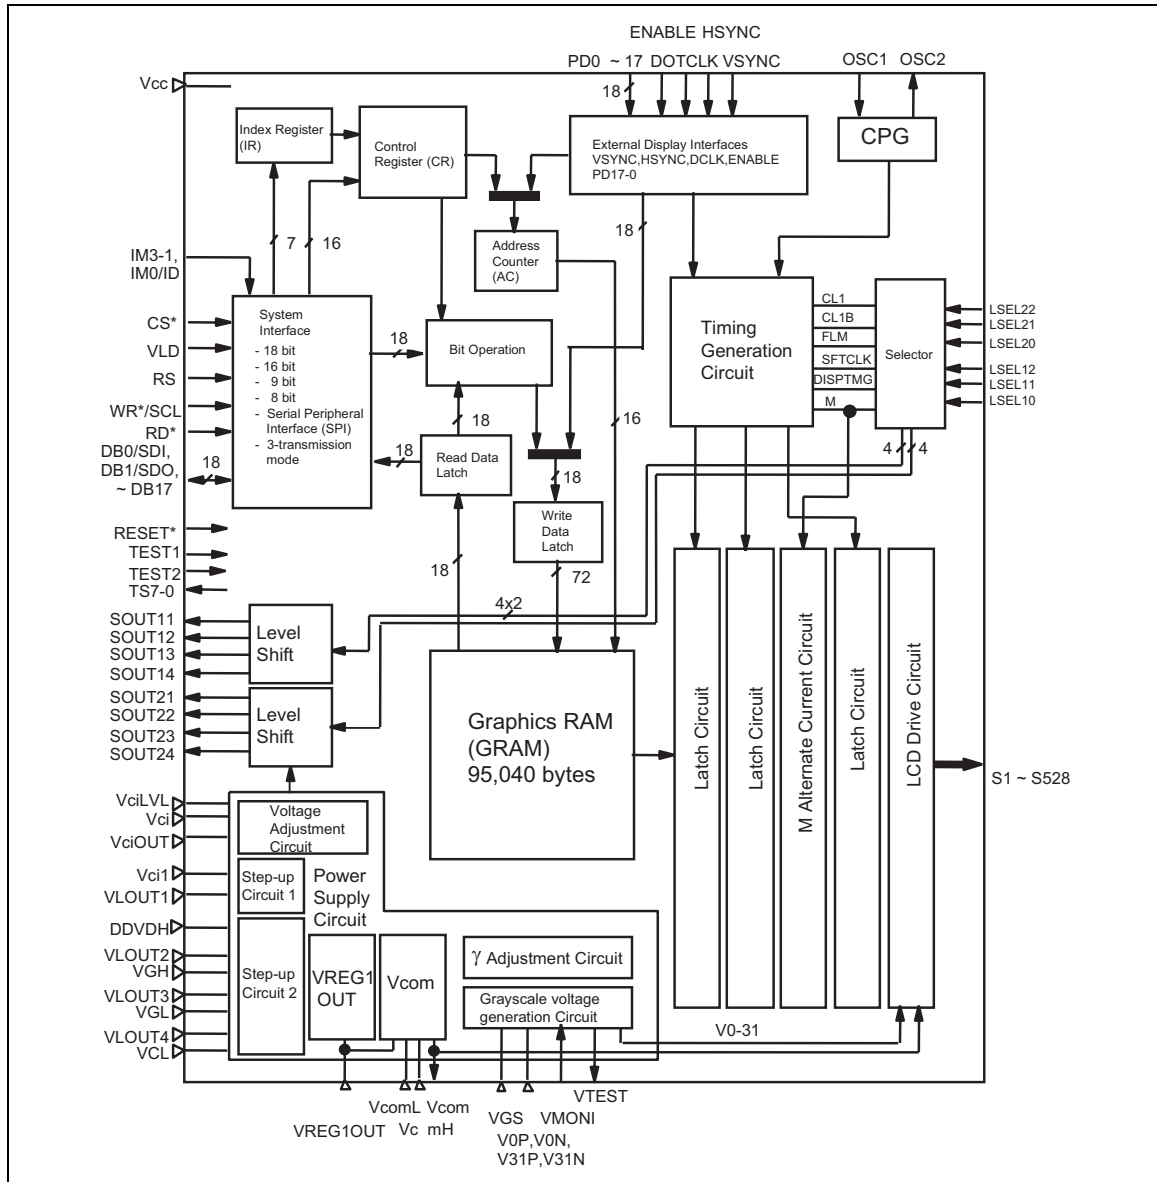 ENABLE HSYNC
PD0 ~ 17 DOTCLK VSYNC
OSC1 OSC2
Vcc
18
Index Register
(IR)
Control
Register (CR)
External Display Interfaces
VSYNC,HSYNC,DCLK,ENABLE
PD17-0
CPG
7
16
18
Address
Counter
(AC)
IM3-1,
IM0/ID
CS*
VLD
RS
WR*/SCL
RD*
DB0/SDI,
DB1/SDO,
~ DB17
18
System
Interface
- 18 bit
- 16 bit
- 9 bit
- 8 bit
- Serial Peripheral
Interface (SPI)
- 3-transmission
mode
18
Bit Operation
18
18
Read Data
Latch
16
18
Write
Data
Latch
72
18
Timing
Generation
Circuit
CL1
CL1B
FLM
SFTCLK
DISPTMG
M
Selector
LSEL22
LSEL21
LSEL20
LSEL12
LSEL11
LSEL10
4
4
RESET*
TEST1
TEST2
TS7-0
4x2
SOUT11
SOUT12
SOUT13
SOUT14
Level
Shift
SOUT21
SOUT22
SOUT23
SOUT24
Level
Shift
Graphics RAM
(GRAM)
95,040 bytes
Latch Circuit
Latch Circuit
M Alternate Current Circuit
Latch Circuit
LCD Drive Circuit
S1 ~ S528
VciLVL
Vci
VciOUT
Vci1
VLOUT1
DDVDH
VLOUT2
VGH
VLOUT3
VGL
VLOUT4
VCL
Voltage
Adjustment
Circuit
Step-up
Circuit 1
Power
Supply
Circuit
Step-up
Circuit 2
VREG1
OUT
Vcom
γ Adjustment Circuit
Grayscale voltage
generation Circuit
V0-31
VREG1OUT
VcomL Vcom
Vc mH
VGS
VMONI
VTEST
V0P,V0N,
V31P,V31N